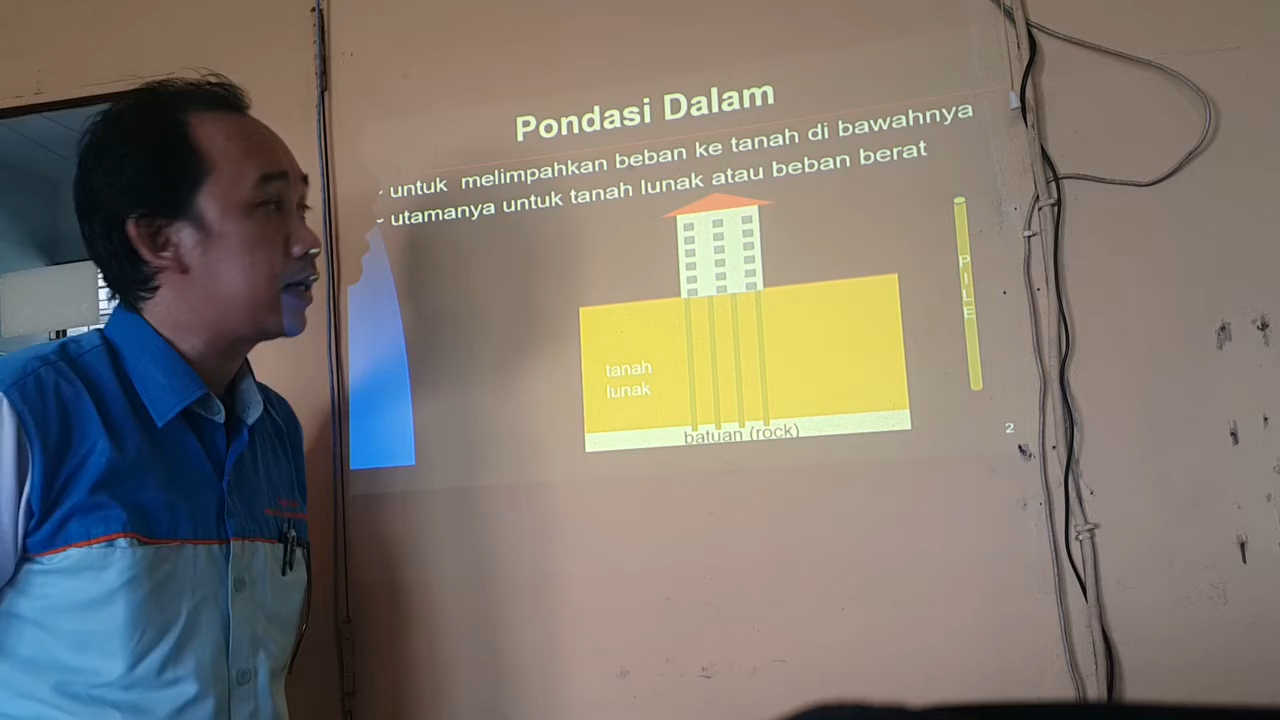 Pondasi Dalam
untuk melimpahkan beban ke tanah di bawahnya
utamanya untuk tanah lunak atau beban berat
tanah
lunak
batuan (rock)
PILE
2